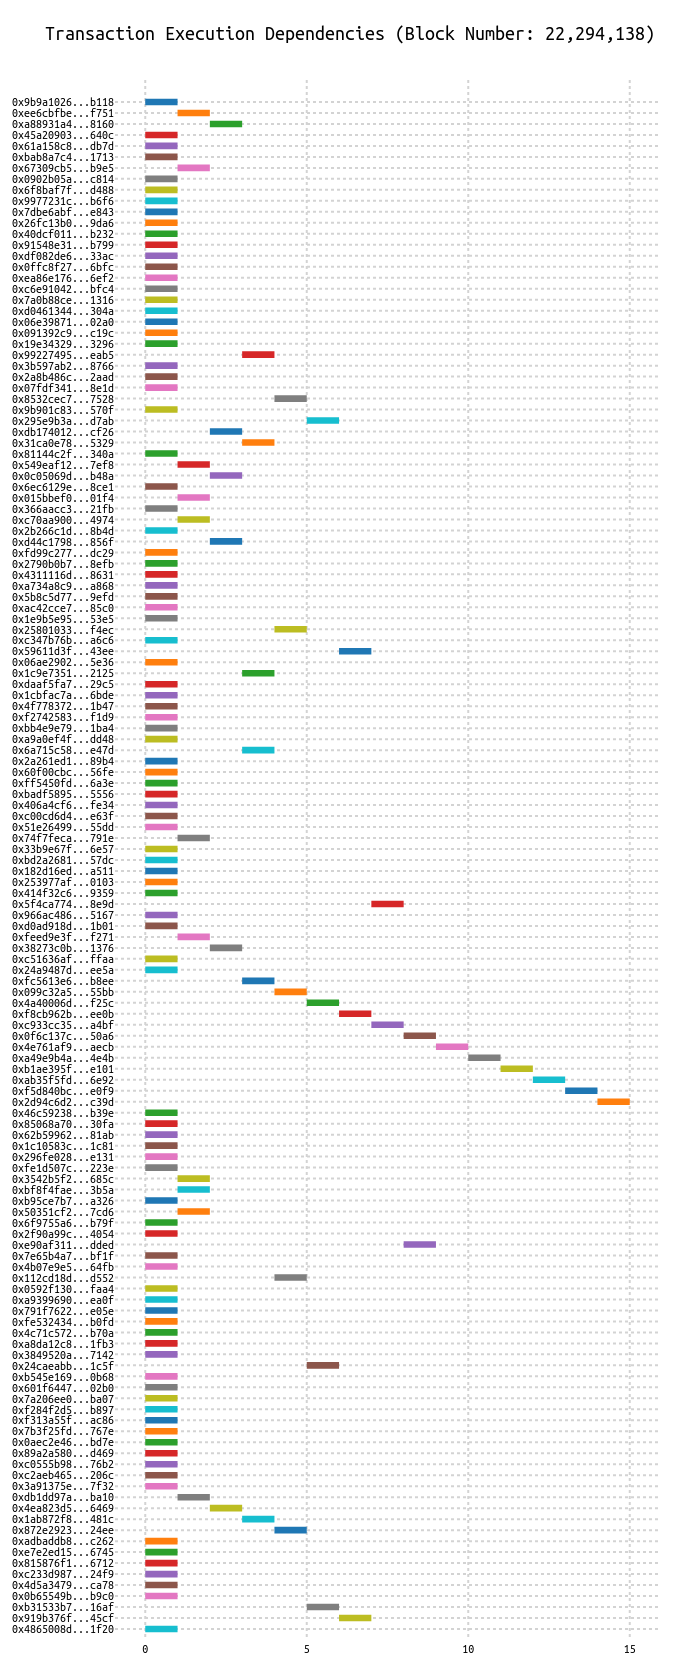 Transaction Execution Dependencies (Block Number: 22,294,138)
0x9b9a1026...b118
0xee6cbfbe...f751
0xa88931a4...8160
0x45a20903...640c
0x61a158c8...db7d
0xbab8a7c4...1713
0x67309cb5...b9e5
0x0902b05a...c814
0x6f8baf7f...d488
0x9977231c...b6f6
0x7dbe6abf...e843
0x26fc13b0...9da6
0x40dcf011...b232
0x91548e31...b799
0xdf082de6...33ac
0x0ffc8f27...6bfc
0xea86e176...6ef2
0xc6e91042...bfc4
0x7a0b88ce...1316
0xd0461344...304a
0x06e39871...02a0
0x091392c9...c19c
0x19e34329...3296
0x99227495...eab5
0x3b597ab2...8766
0x2a8b486c...2aad
0x07fdf341...8e1d
0x8532cec7...7528
0x9b901c83...570f
0x295e9b3a...d7ab
0xdb174012...cf26
0x31ca0e78...5329
0x81144c2f...340a
0x549eaf12...7ef8
0x0c05069d...b48a
0x6ec6129e...8ce1
0x015bbef0...01f4
0x366aacc3...21fb
0xc70aa900...4974
0x2b266c1d...8b4d
0xd44c1798...856f
0xfd99c277...dc29
0x2790b0b7...8efb
0x4311116d...8631
0xa734a8c9...a868
0x5b8c5d77...9efd
0xac42cce7...85c0
0x1e9b5e95...53e5
0x25801033...f4ec
0xc347b76b...a6c6
0x59611d3f...43ee
0x06ae2902...5e36
0x1c9e7351...2125
0xdaaf5fa7...29c5
0x1cbfac7a...6bde
0x4f778372...1b47
0xf2742583...f1d9
0xbb4e9e79...1ba4
0xa9a0ef4f...dd48
0x6a715c58...e47d
0x2a261ed1...89b4
0x60f00cbc...56fe
0xff5450fd...6a3e
0xbadf5895...5556
0x406a4cf6...fe34
0xc00cd6d4...e63f
0x51e26499...55dd
0x74f7feca...791e
0x33b9e67f...6e57
0xbd2a2681...57dc
0x182d16ed...a511
0x253977af...0103
0x414f32c6...9359
0x5f4ca774...8e9d
0x966ac486...5167
0xd0ad918d...1b01
0xfeed9e3f...f271
0x38273c0b...1376
0xc51636af...ffaa
0x24a9487d...ee5a
0xfc5613e6...b8ee
0x099c32a5...55bb
0x4a40006d...f25c
0xf8cb962b...ee0b
0xc933cc35...a4bf
0x0f6c137c...50a6
0x4e761af9...aecb
0xa49e9b4a...4e4b
0xb1ae395f...e101
0xab35f5fd...6e92
0xf5d840bc...e0f9
0x2d94c6d2...c39d
0x46c59238...b39e
0x85068a70...30fa
0x62b59962...81ab
0x1c10583c...1c81
0x296fe028...e131
0xfe1d507c...223e
0x3542b5f2...685c
0xbf8f4fae...3b5a
0xb95ce7b7...a326
0x50351cf2...7cd6
0x6f9755a6...b79f
0x2f90a99c...4054
0xe90af311...dded
0x7e65b4a7...bf1f
0x4b07e9e5...64fb
0x112cd18d...d552
0x0592f130...faa4
0xa9399690...ea0f
0x791f7622...e05e
0xfe532434...b0fd
0x4c71c572...b70a
0xa8da12c8...1fb3
0x3849520a...7142
0x24caeabb...1c5f
0xb545e169...0b68
0x601f6447...02b0
0x7a206ee0...ba07
0xf284f2d5...b897
0xf313a55f...ac86
0x7b3f25fd...767e
0x0aec2e46...bd7e
0x89a2a580...d469
0xc0555b98...76b2
0xc2aeb465...206c
0x3a91375e...7f32
0xdb1dd97a...ba10
0x4ea823d5...6469
0x1ab872f8...481c
0x872e2923...24ee
0xadbaddb8...c262
0xe7e2ed15...6745
0x815876f1...6712
0xc233d987...24f9
0x4d5a3479...ca78
0x0b65549b...b9c0
0xb31533b7...16af
0x919b376f...45cf
0x4865008d...1f20
0 5 10 15